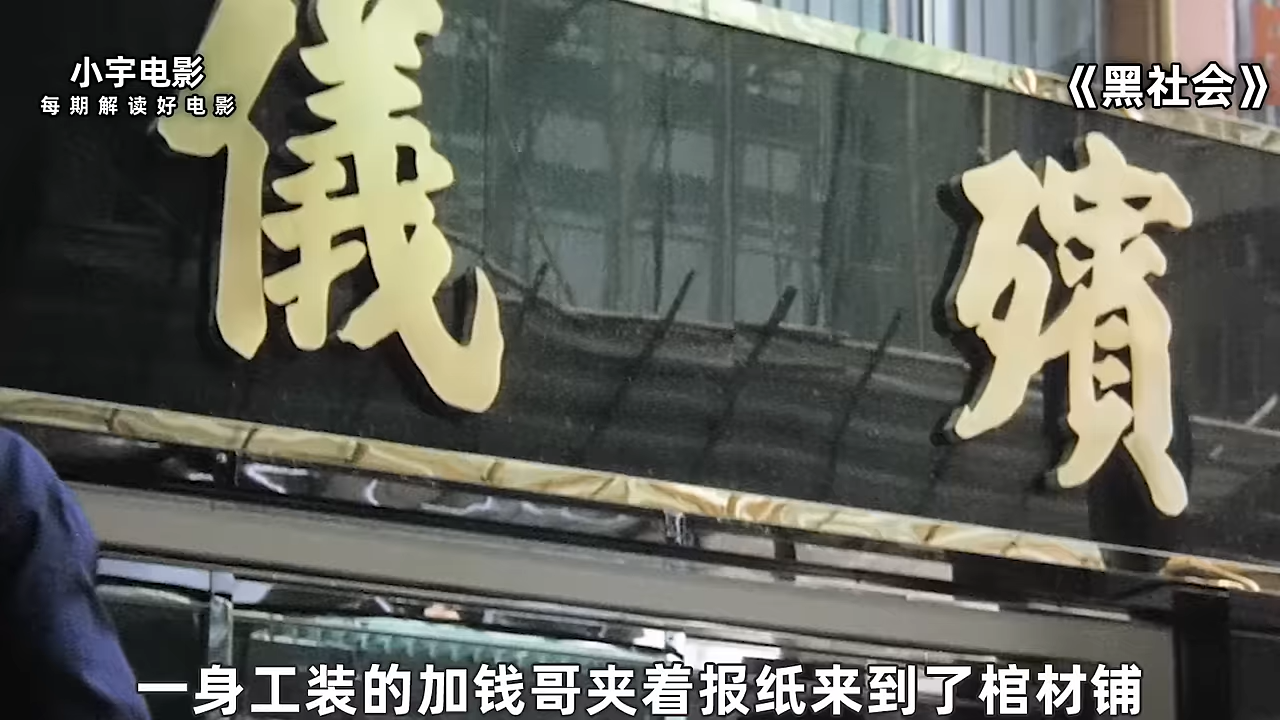 小宇电影
每期解读好电影
《黑社会》
儀 殯
一身工装的加钱哥夹着报纸来到了棺材铺